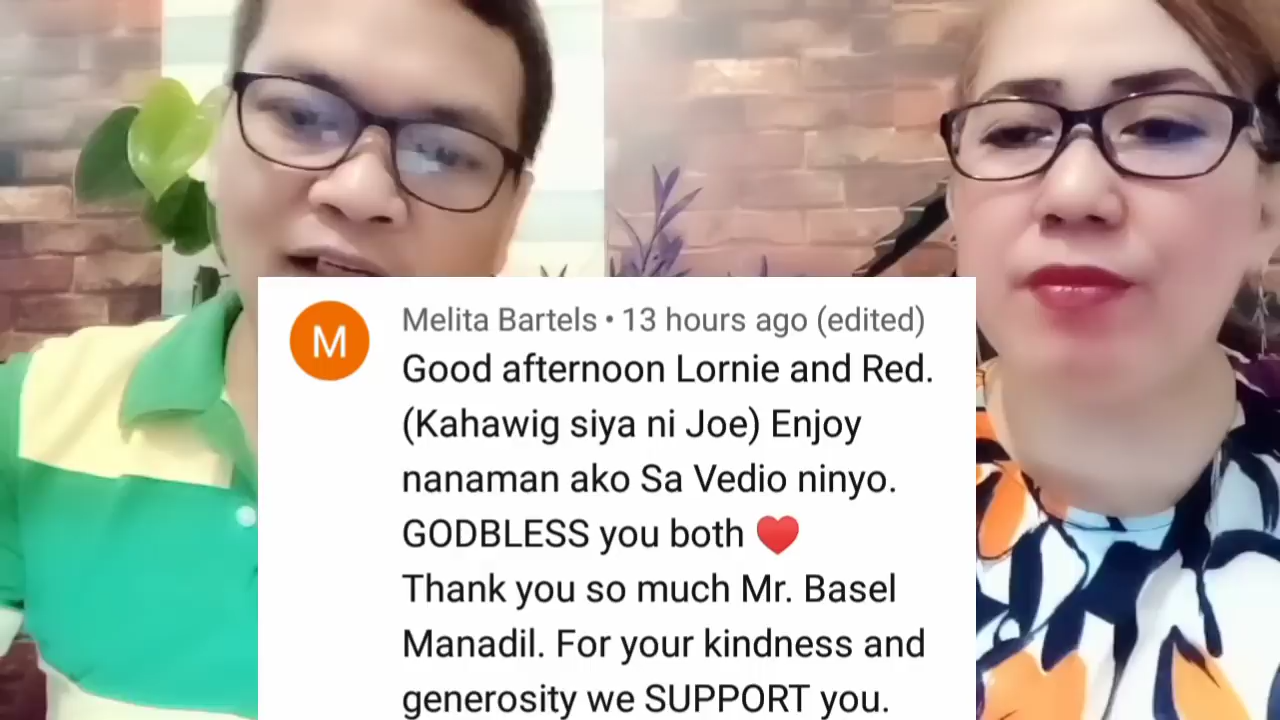 M
Melita Bartels • 13 hours ago (edited)
Good afternoon Lornie and Red.
(Kahawig siya ni Joe) Enjoy
nanaman ako Sa Vedio ninyo.
GODBLESS you both ♥️
Thank you so much Mr. Basel
Manadil. For your kindness and
generosity we SUPPORT you.